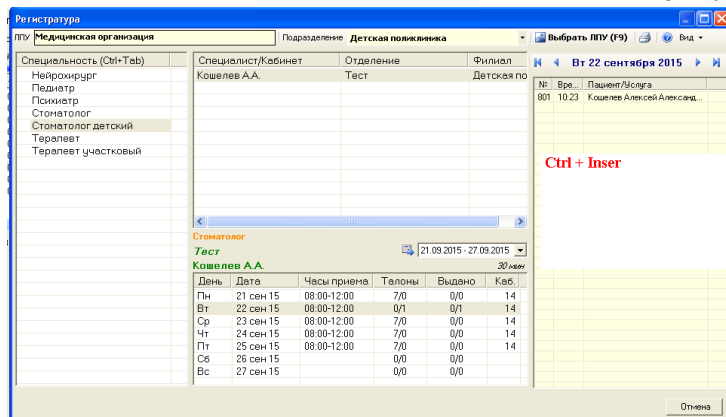 Регистратура
ЛПУ Медицинская организация Подразделение Детская поликлиника Выбрать ЛПУ (F9) Вид
Специальность (Ctrl+Tab)
Нейрохирург
Педиатр
Психиатр
Стоматолог
Стоматолог детский
Терапевт
Терапевт участковый
Специалист/Кабинет Отделение Филиал
Кошелев А.А. Тест Детская по
Стоматолог
Тест 21.09.2015 - 27.09.2015
Кошелев А.А. 30 мин
День Дата Часы приема Талоны Выдано Каб.
Пн 21 сен 15 08:00-12:00 7/0 0/0 14
Вт 22 сен 15 08:00-12:00 0/1 0/1 14
Ср 23 сен 15 08:00-12:00 7/0 0/0 14
Чт 24 сен 15 08:00-12:00 7/0 0/0 14
Пт 25 сен 15 08:00-12:00 7/0 0/0 14
Сб 26 сен 15 0/0 0/0
Вс 27 сен 15 0/0 0/0
Вт 22 сентября 2015
№ Вре... Пациент/Услуга
801 10:23 Кошелев Алексей Александ...
Ctrl + Inser
Отмена